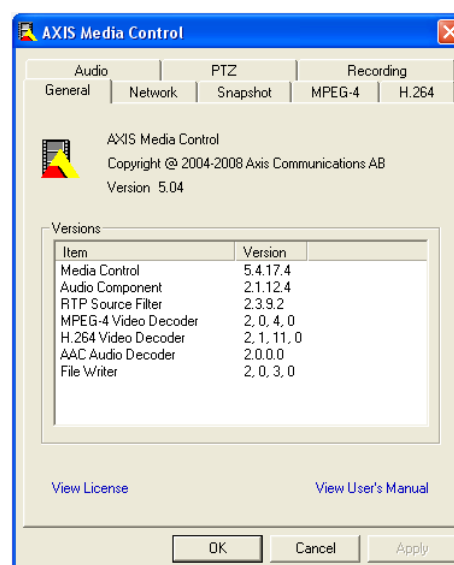 AXIS Media Control
Audio PTZ Recording
General Network Snapshot MPEG-4 H.264
AXIS Media Control
Copyright @ 2004-2008 Axis Communications AB
Version 5.04
Versions
Item Version
Media Control 5.4.17.4
Audio Component 2.1.12.4
RTP Source Filter 2.3.9.2
MPEG-4 Video Decoder 2, 0, 4, 0
H.264 Video Decoder 2, 1, 11, 0
AAC Audio Decoder 2.0.0.0
File Writer 2, 0, 3, 0
View License View User's Manual
OK Cancel Apply